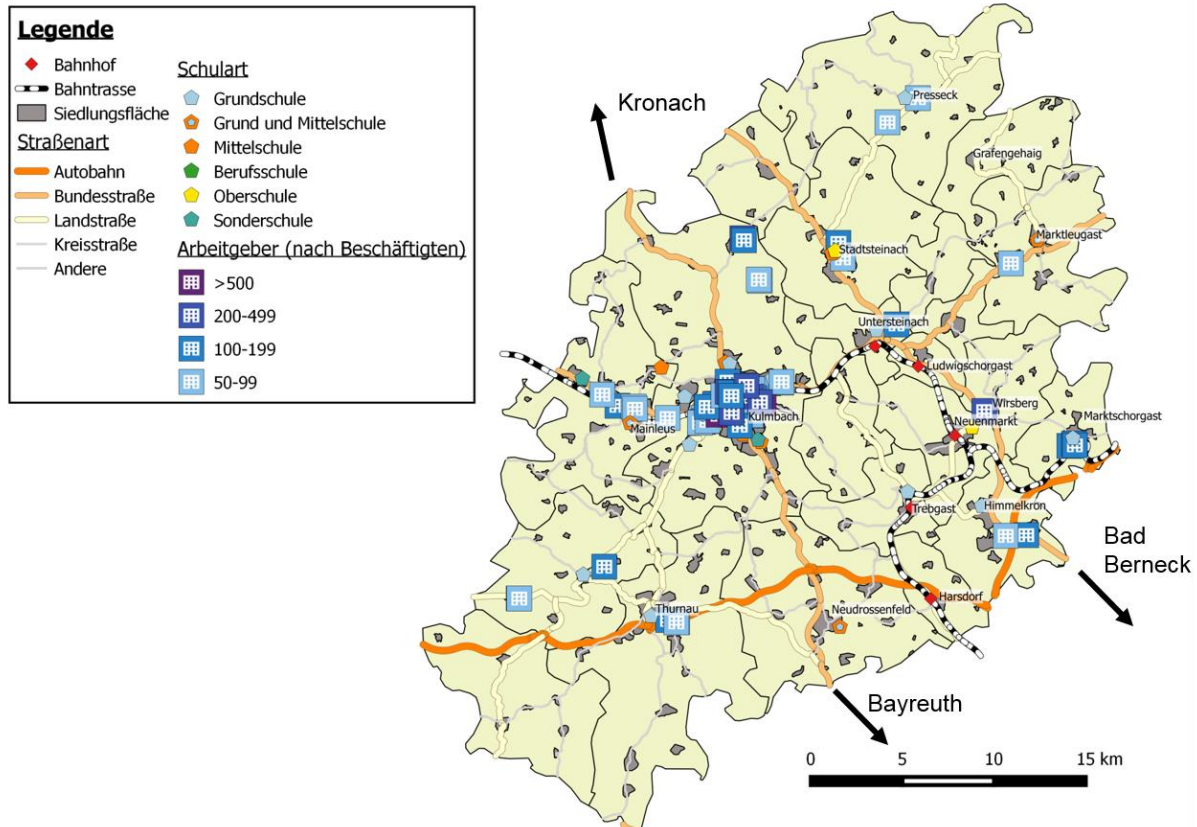 Legende
Bahnhof
Bahntrasse
Siedlungsfläche
Straßenart
Autobahn
Bundesstraße
Landstraße
Kreisstraße
Andere
Schulart
Grundschule
Grund und Mittelschule
Mittelschule
Berufsschule
Oberschule
Sonderschule
Arbeitgeber (nach Beschäftigten)
>500
200-499
100-199
50-99
Kronach
Presseck
Grafengehaig
Marktleugast
Stadtsteinach
Untersteinach
Ludwigschorgast
Wirsberg
Neuenmarkt
Marktschorgast
Kulmbach
Mainleus
Trebgast
Himmelkron
Bad
Berneck
Harsdorf
Thurnau
Neudrossenfeld
Bayreuth
0 5 10 15 km